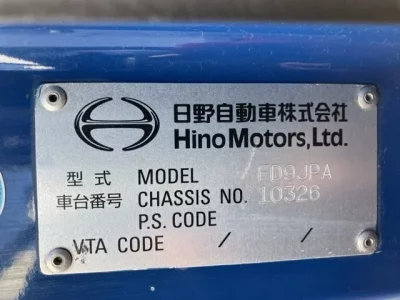 日野自動車株式会社
Hino Motors, Ltd.
型式 MODEL FD9JPA
車台番号 CHASSIS NO. 10326
P.S. CODE
VTA CODE / /